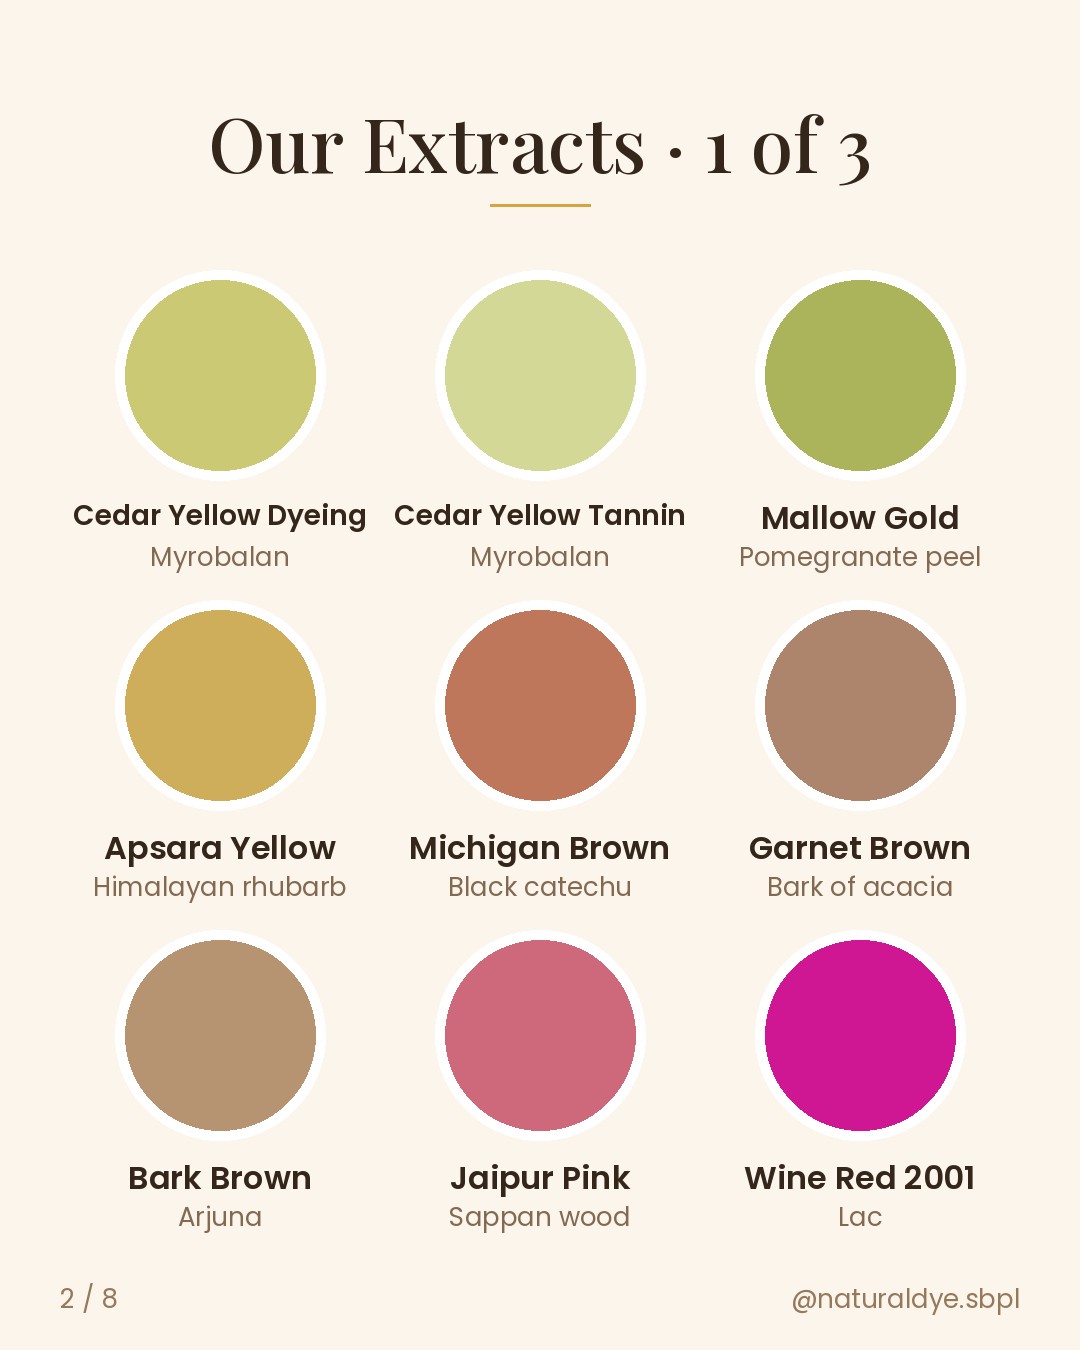 Our Extracts · 1 of 3
Cedar Yellow Dyeing
Myrobalan
Cedar Yellow Tannin
Myrobalan
Mallow Gold
Pomegranate peel
Apsara Yellow
Himalayan rhubarb
Michigan Brown
Black catechu
Garnet Brown
Bark of acacia
Bark Brown
Arjuna
Jaipur Pink
Sappan wood
Wine Red 2001
Lac
2 / 8
@naturaldye.sbpl